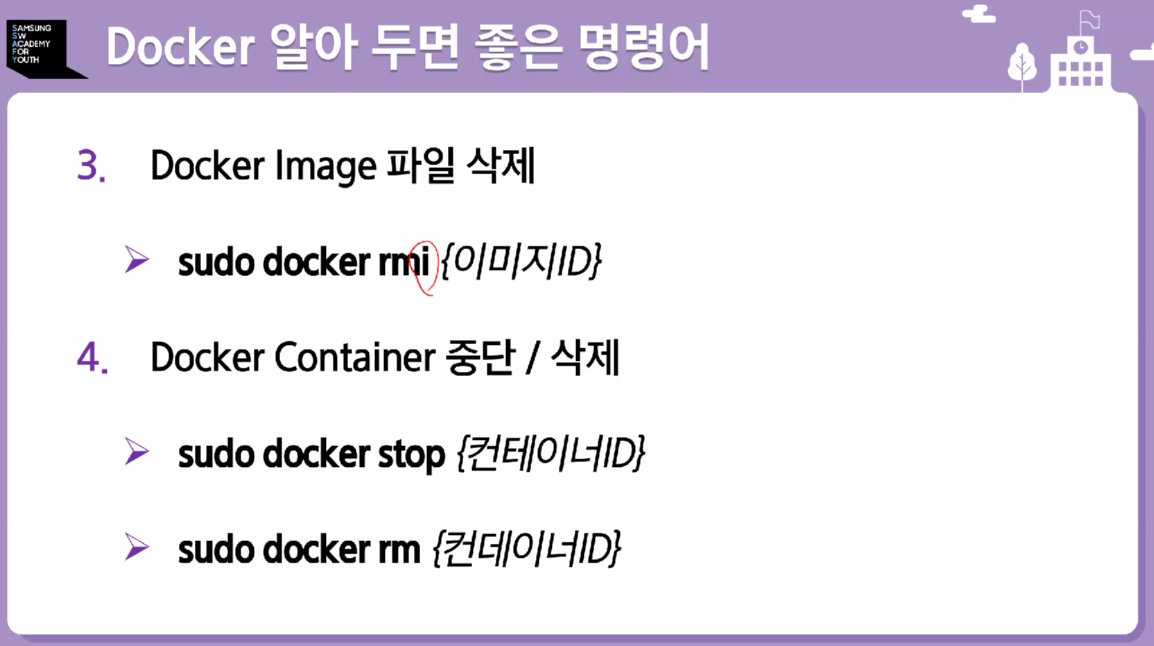 SAMSUNG
SW
ACADEMY
FOR
YOUTH
Docker 알아 두면 좋은 명령어
3. Docker Image 파일 삭제
sudo docker rmi {이미지ID}
4. Docker Container 중단 / 삭제
sudo docker stop {컨테이너ID}
sudo docker rm {컨데이너ID}